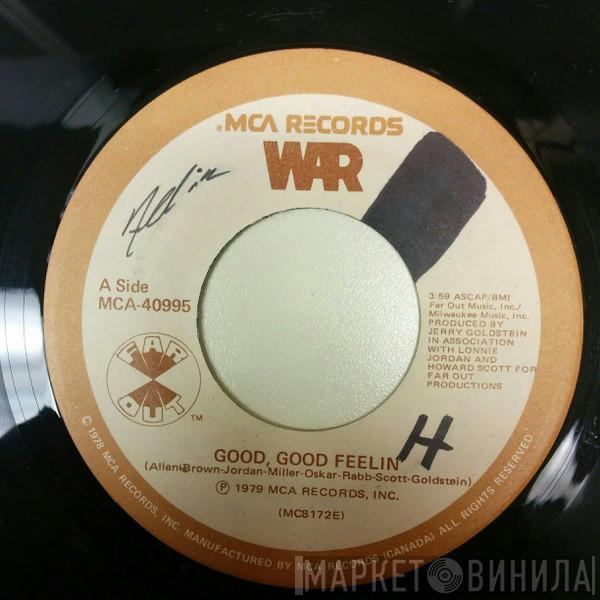 MCA RECORDS
WAR
A Side
MCA-40995
3:59 ASCAP/BMI
Far Out Music, Inc./
Milwaukee Music, Inc.
PRODUCED BY
JERRY GOLDSTEIN
IN ASSOCIATION
WITH LONNIE
JORDAN AND
HOWARD SCOTT FOR
FAR OUT
PRODUCTIONS
FAR
OUT
TM
H
GOOD, GOOD FEELIN'
(Allen-Brown-Jordan-Miller-Oskar-Rabb-Scott-Goldstein)
Ⓟ 1979 MCA RECORDS, INC.
(MC8172E)
© 1978 MCA RECORDS, INC. MANUFACTURED BY MCA RECORDS (CANADA) ALL RIGHTS RESERVED
МАРКЕТ ВИНИЛА